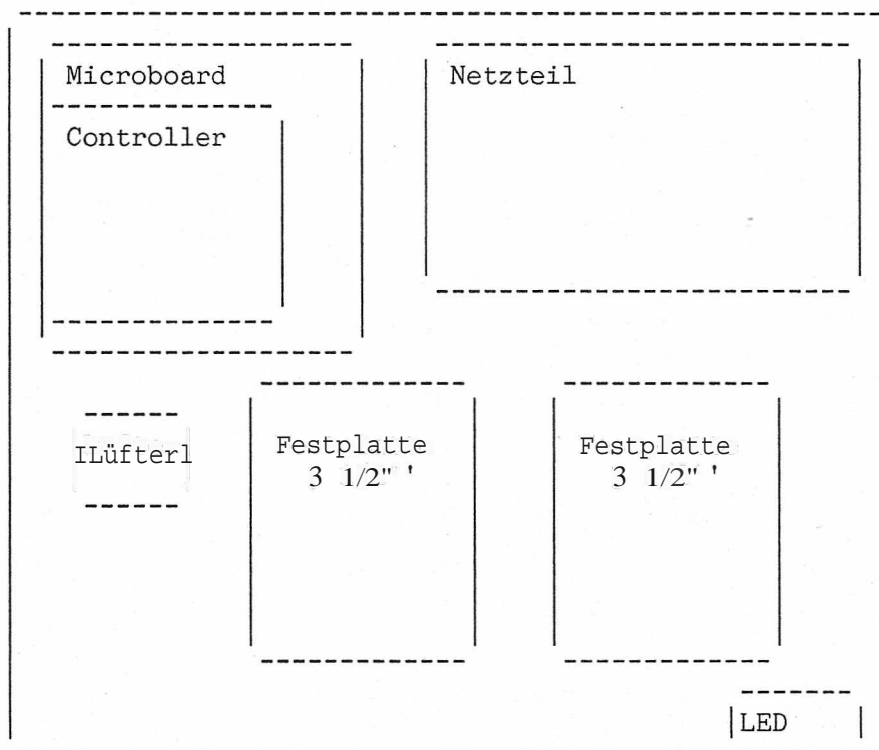 Microboard
Netzteil
Controller
ILüfterl
Festplatte
3 1/2" '
Festplatte
3 1/2" '
LED